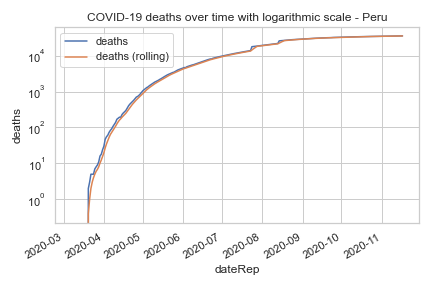 COVID-19 deaths over time with logarithmic scale - Peru
deaths
deaths (rolling)
10⁴
10³
10²
10¹
10⁰
deaths
2020-03
2020-04
2020-05
2020-06
2020-07
2020-08
2020-09
2020-10
2020-11
dateRep